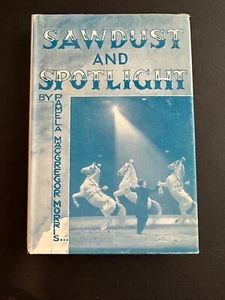 SAWDUST
AND
SPOTLIGHT
BY
PAMELA
MACGREGOR
MORRIS...